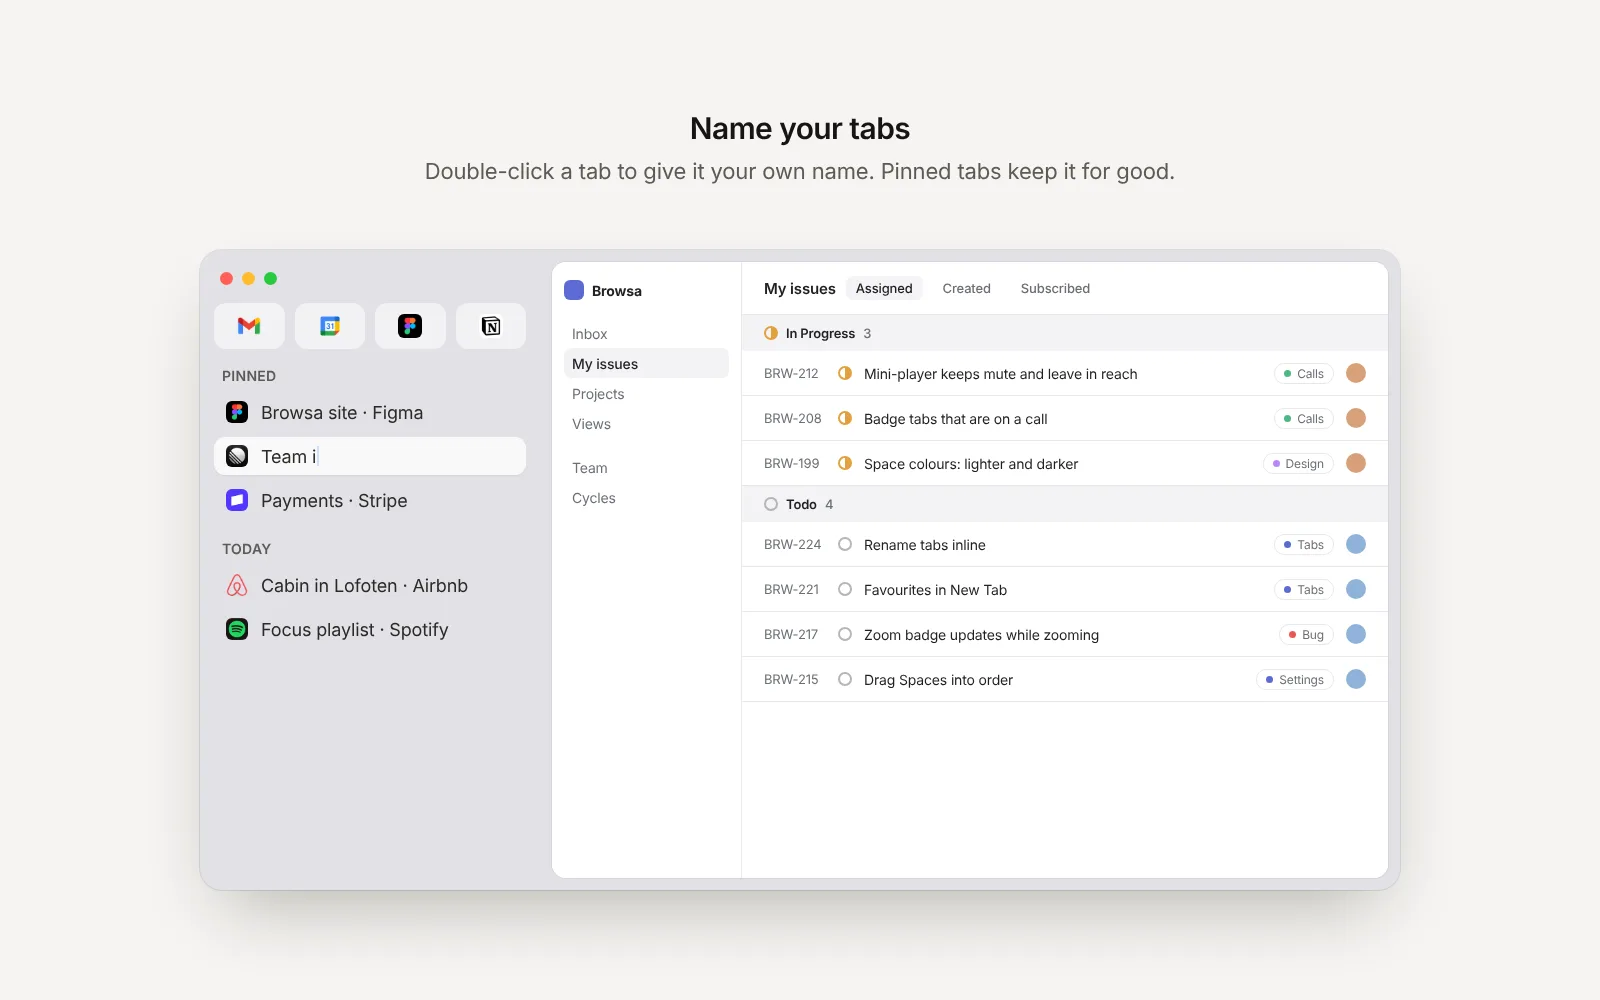 Name your tabs
Double-click a tab to give it your own name. Pinned tabs keep it for good.
31
N
PINNED
Browsa site · Figma
Team i
Payments · Stripe
TODAY
Cabin in Lofoten · Airbnb
Focus playlist · Spotify
Browsa
Inbox
My issues
Projects
Views
Team
Cycles
My issues Assigned Created Subscribed
In Progress 3
BRW-212 Mini-player keeps mute and leave in reach Calls
BRW-208 Badge tabs that are on a call Calls
BRW-199 Space colours: lighter and darker Design
Todo 4
BRW-224 Rename tabs inline Tabs
BRW-221 Favourites in New Tab Tabs
BRW-217 Zoom badge updates while zooming Bug
BRW-215 Drag Spaces into order Settings